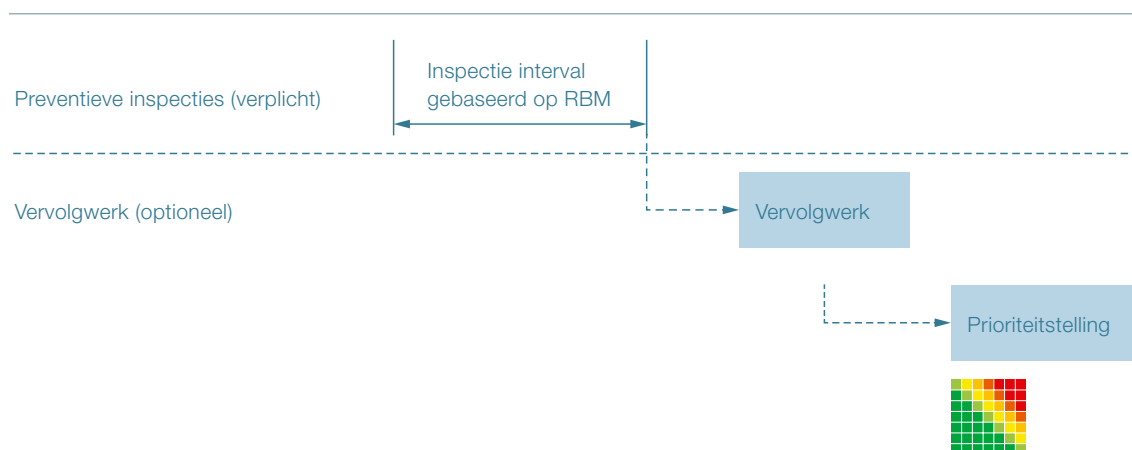 Inspectie interval
gebaseerd op RBM
Preventieve inspecties (verplicht)
Vervolgwerk (optioneel)
Vervolgwerk
Prioriteitstelling